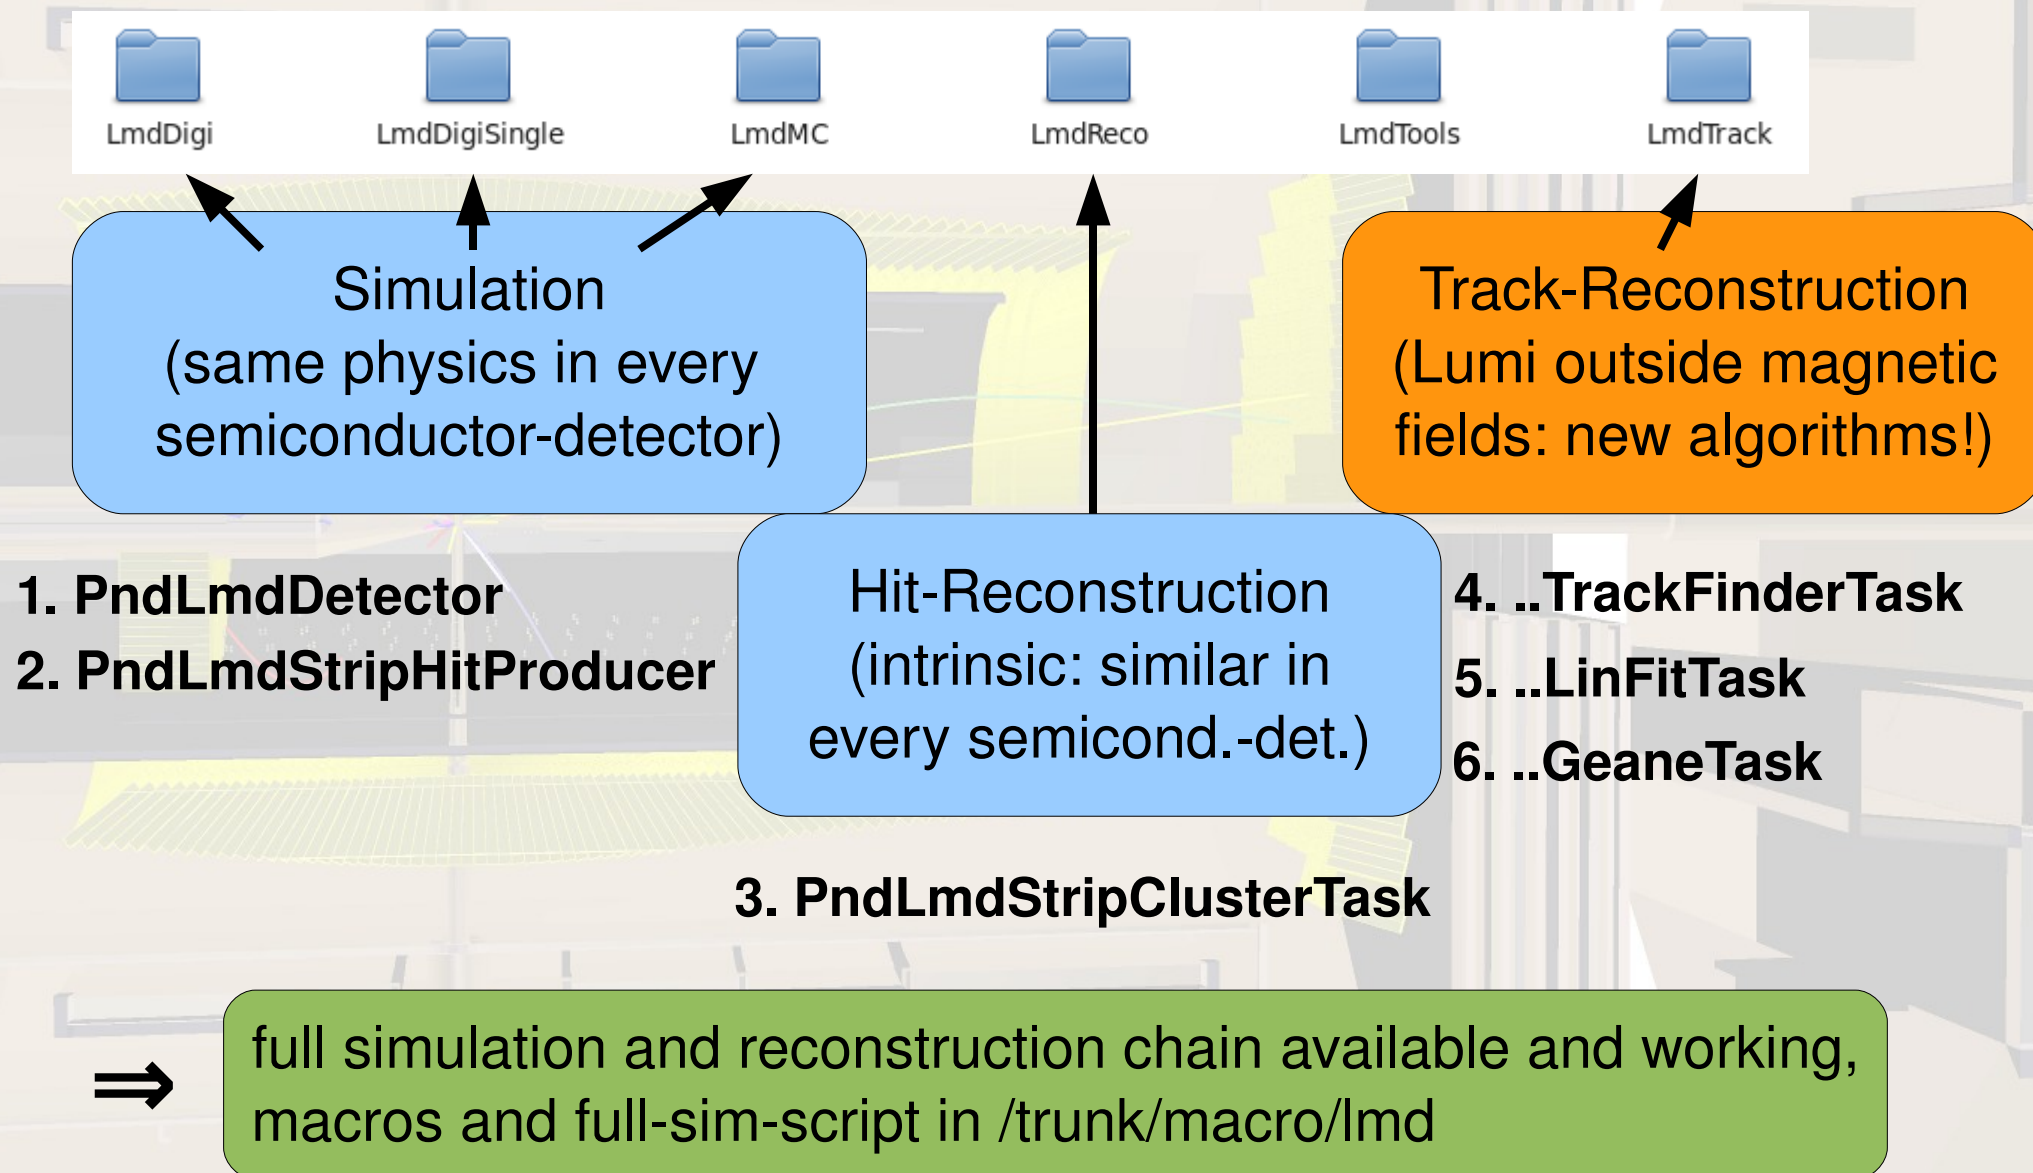 LmdDigi
LmdDigiSingle
LmdMC
LmdReco
LmdTools
LmdTrack
Simulation
(same physics in every
semiconductor-detector)
Track-Reconstruction
(Lumi outside magnetic
fields: new algorithms!)
1. PndLmdDetector
2. PndLmdStripHitProducer
Hit-Reconstruction
(intrinsic: similar in
every semicond.-det.)
4. ..TrackFinderTask
5. ..LinFitTask
6. ..GeaneTask
3. PndLmdStripClusterTask
⇒
full simulation and reconstruction chain available and working,
macros and full-sim-script in /trunk/macro/lmd